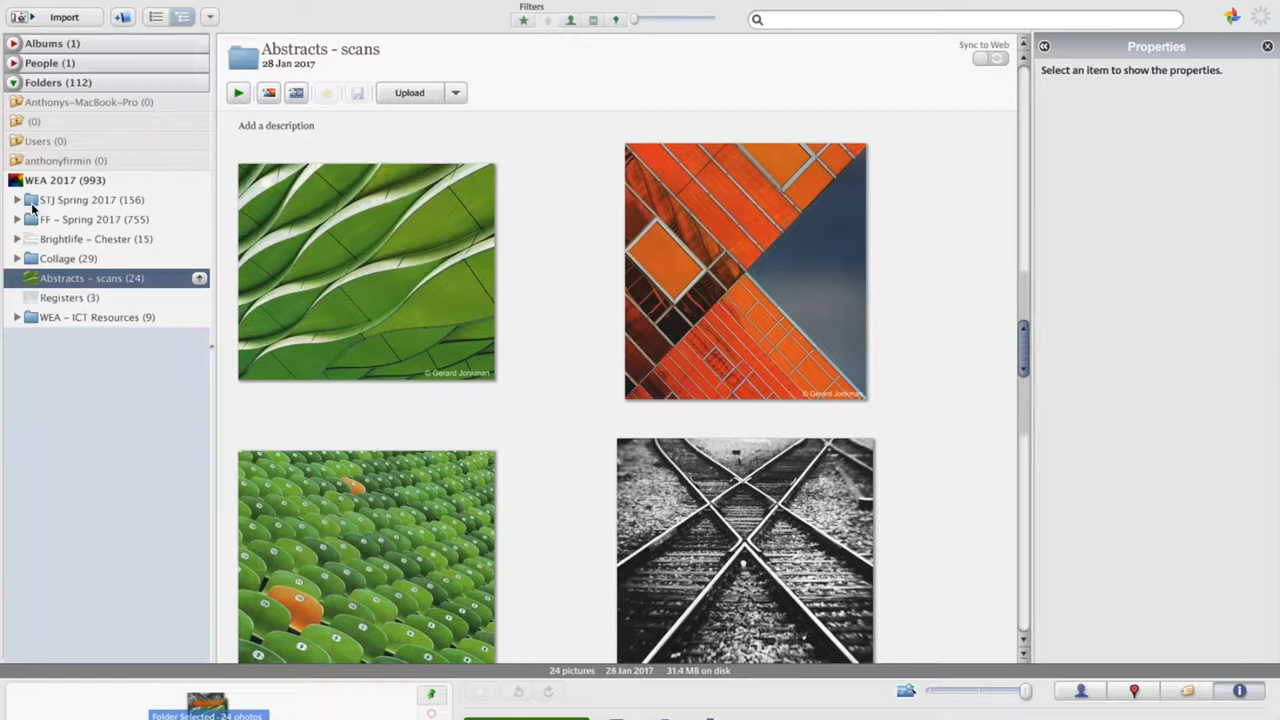 Import
Filters
Albums (1)
People (1)
Folders (112)
Anthonys-MacBook-Pro (0)
(0)
Users (0)
anthonyfirmin (0)
WEA 2017 (993)
STJ Spring 2017 (156)
FF - Spring 2017 (755)
Brightlife - Chester (15)
Collage (29)
Abstracts - scans (24)
Registers (3)
WEA - ICT Resources (9)
Abstracts - scans
28 Jan 2017
Sync to Web
Upload
Add a description
© Gerard Jonkman
© Gerard Jonkman
Properties
Select an item to show the properties.
24 pictures 28 Jan 2017 31.4 MB on disk
Folder Selected - 24 photos